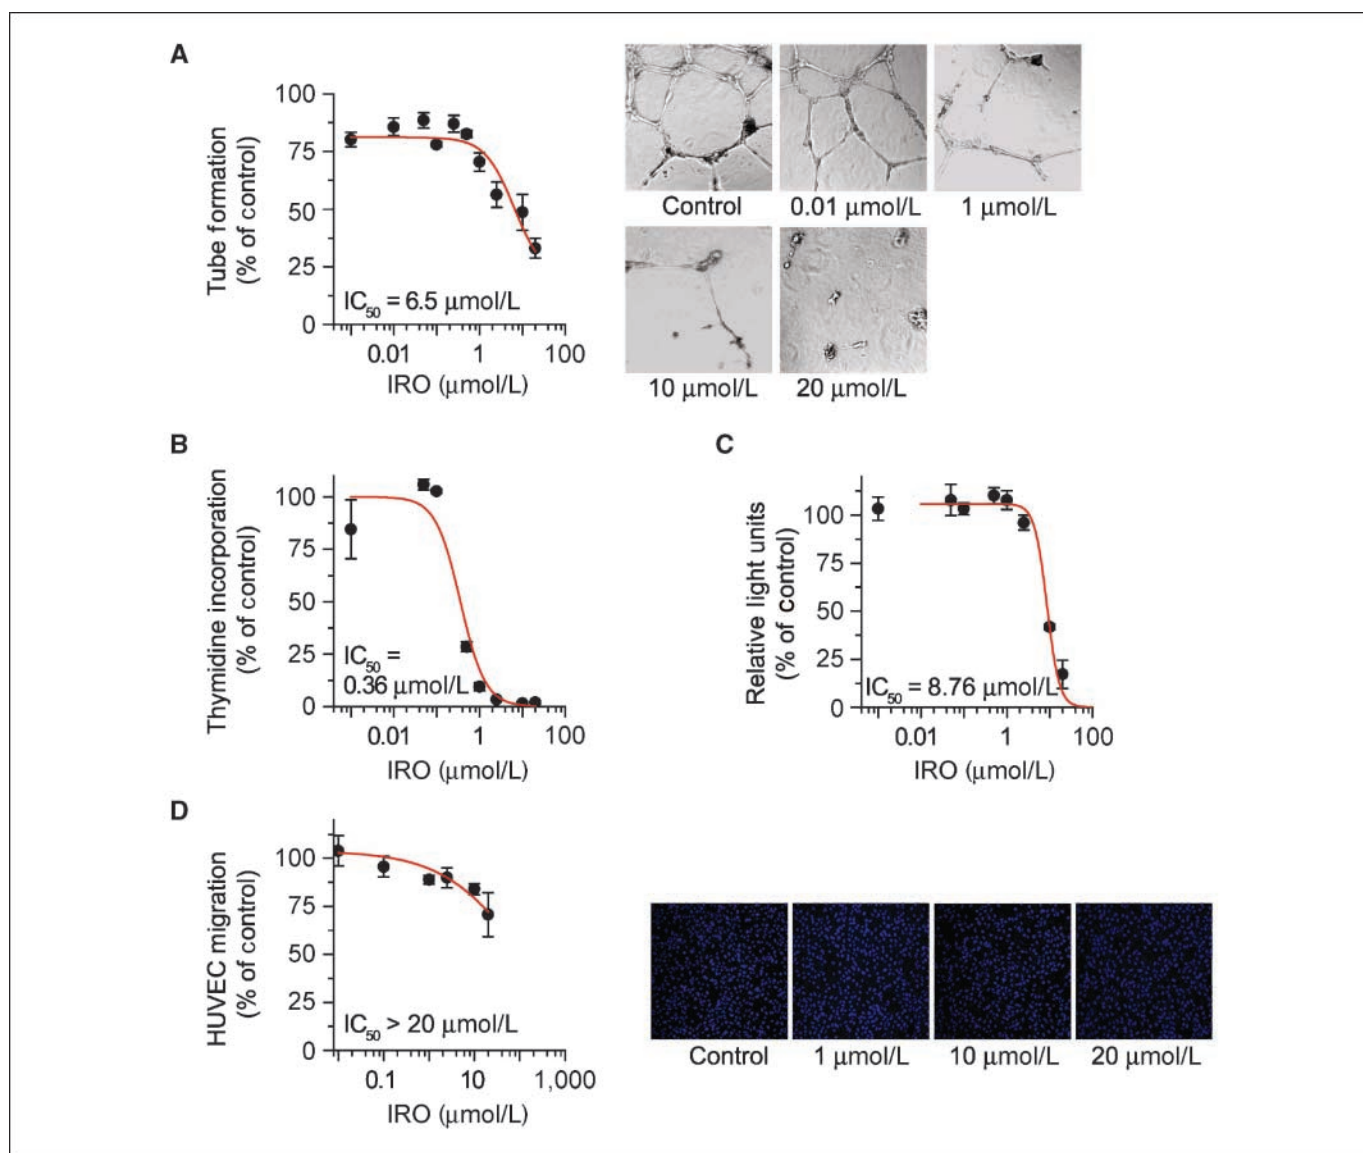 A
Tube formation
(% of control)
100
75
50
25
0
IC50 = 6.5 μmol/L
0.01 1 100
IRO (μmol/L)
Control 0.01 μmol/L 1 μmol/L
10 μmol/L 20 μmol/L
B
Thymidine incorporation
(% of control)
100
75
50
25
0
IC50 =
0.36 μmol/L
0.01 1 100
IRO (μmol/L)
C
Relative light units
(% of control)
100
75
50
25
0
IC50 = 8.76 μmol/L
0.01 1 100
IRO (μmol/L)
D
HUVEC migration
(% of control)
100
75
50
25
0
IC50 > 20 μmol/L
0.1 10 1,000
IRO (μmol/L)
Control 1 μmol/L 10 μmol/L 20 μmol/L